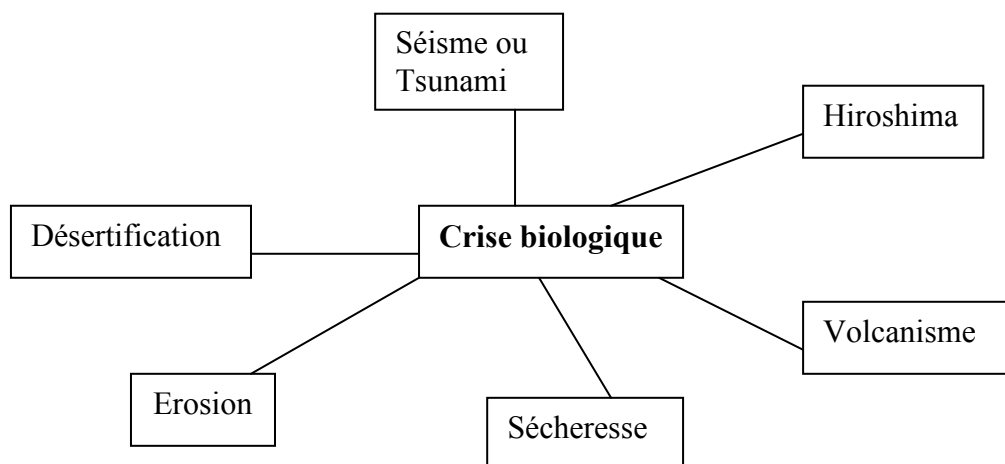 Séisme ou
Tsunami
Hiroshima
Désertification
Crise biologique
Volcanisme
Erosion
Sécheresse